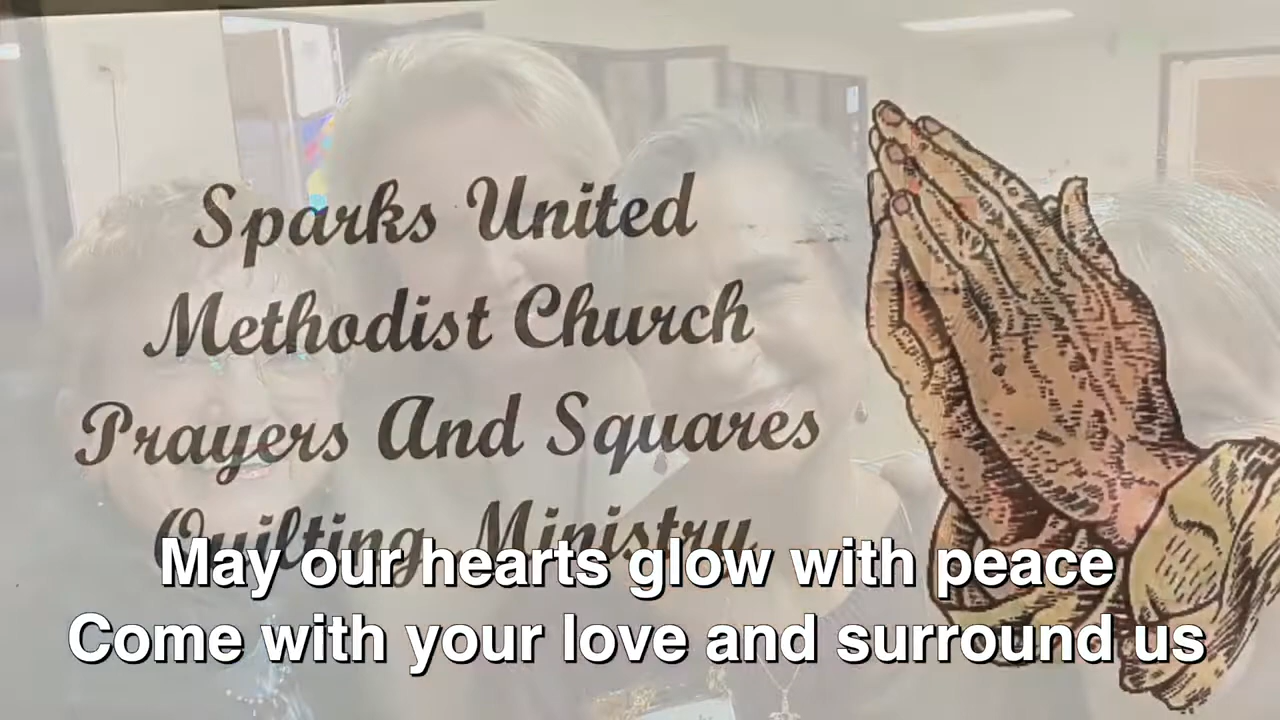 Sparks United
Methodist Church
Prayers And Squares
Quilting Ministry
May our hearts glow with peace
Come with your love and surround us